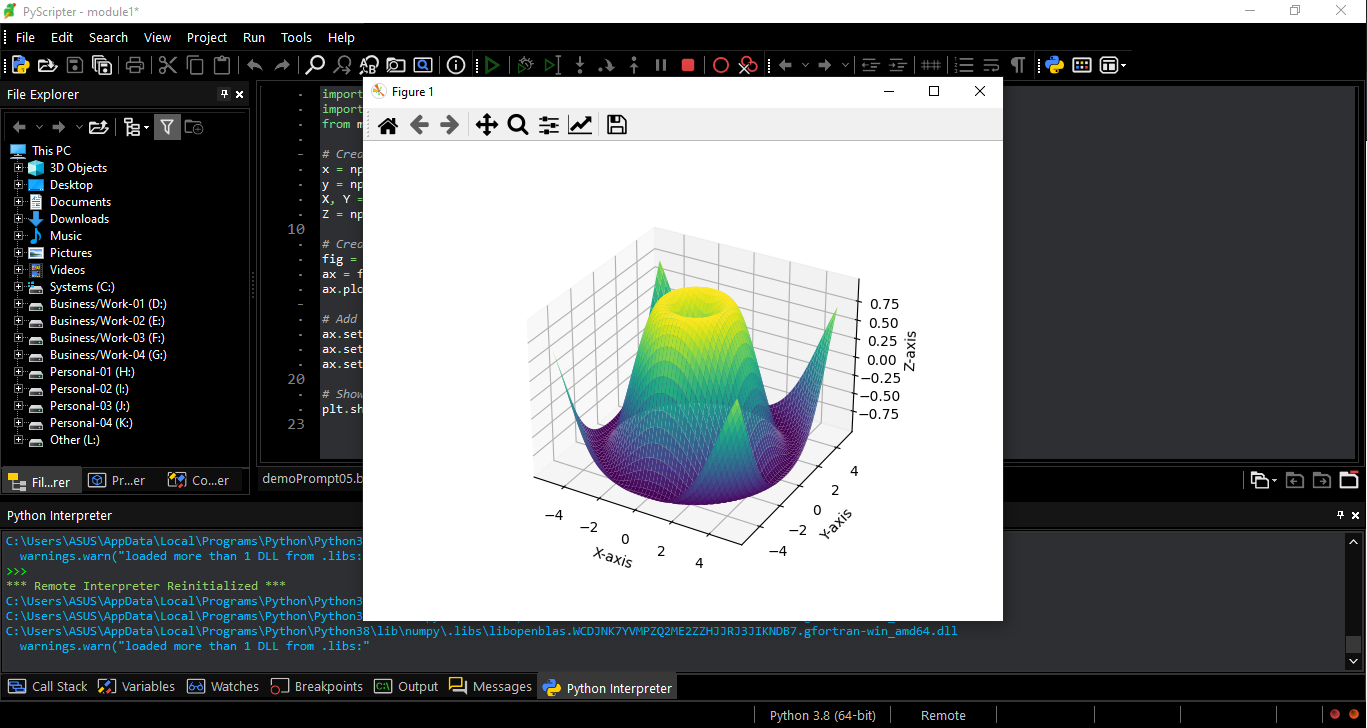 PyScripter - module1*
File Edit Search View Project Run Tools Help
File Explorer
This PC
3D Objects
Desktop
Documents
Downloads
Music
Pictures
Videos
Systems (C:)
Business/Work-01 (D:)
Business/Work-02 (E:)
Business/Work-03 (F:)
Business/Work-04 (G:)
Personal-01 (H:)
Personal-02 (I:)
Personal-03 (J:)
Personal-04 (K:)
Other (L:)
Fil...rer Pr...er Co...er
import
import
from m
# Crea
x = np
y = np
X, Y =
Z = np
10
# Crea
fig =
ax = f
ax.plo
# Add
ax.set
ax.set
ax.set
20
# Show
plt.sh
23
demoPrompt05.b
Figure 1
0.75
0.50
0.25
0.00
−0.25
−0.50
−0.75
Z-axis
−4 −2 0 2 4
X-axis
−4 −2 0 2 4
Y-axis
Python Interpreter
C:\Users\ASUS\AppData\Local\Programs\Python\Python3
warnings.warn("loaded more than 1 DLL from .libs:
>>>
*** Remote Interpreter Reinitialized ***
C:\Users\ASUS\AppData\Local\Programs\Python\Python3
C:\Users\ASUS\AppData\Local\Programs\Python\Python3
C:\Users\ASUS\AppData\Local\Programs\Python\Python38\lib\numpy\.libs\libopenblas.WCDJNK7YVMPZQ2ME2ZZHJJRJ3JIKNDB7.gfortran-win_amd64.dll
warnings.warn("loaded more than 1 DLL from .libs:"
Call Stack Variables Watches Breakpoints Output Messages Python Interpreter
Python 3.8 (64-bit) Remote